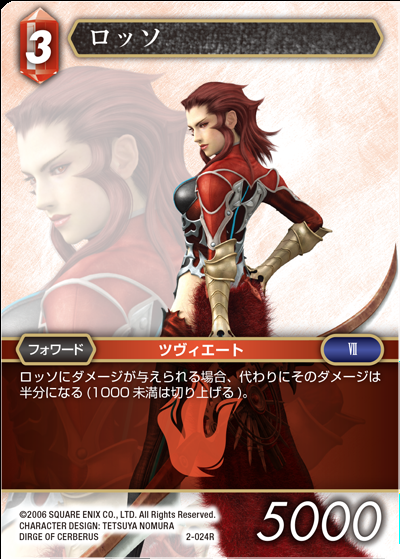 3
ロッソ
フォワード
ツヴィエート
VII
ロッソにダメージが与えられる場合、代わりにそのダメージは
半分になる(1000 未満は切り上げる)。
©2006 SQUARE ENIX CO., LTD. All Rights Reserved.
CHARACTER DESIGN: TETSUYA NOMURA
DIRGE OF CERBERUS 2-024R
5000